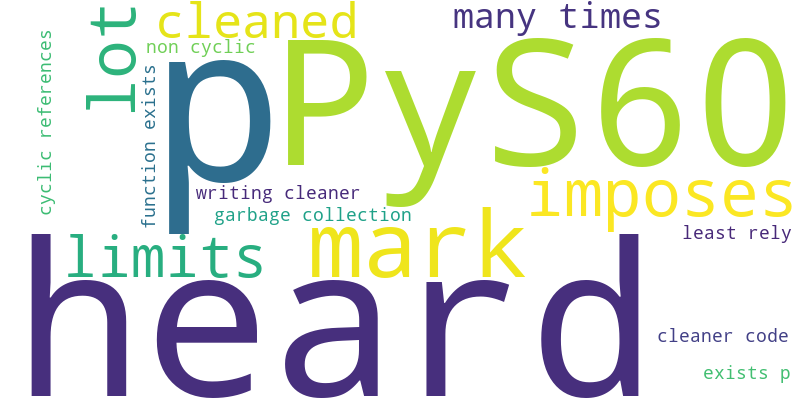 cleaned
many times
lot
non cyclic
p
PyS60
cyclic references
function exists
writing cleaner
imposes
garbage collection
mark
least rely
limits
heard
cleaner code
exists p